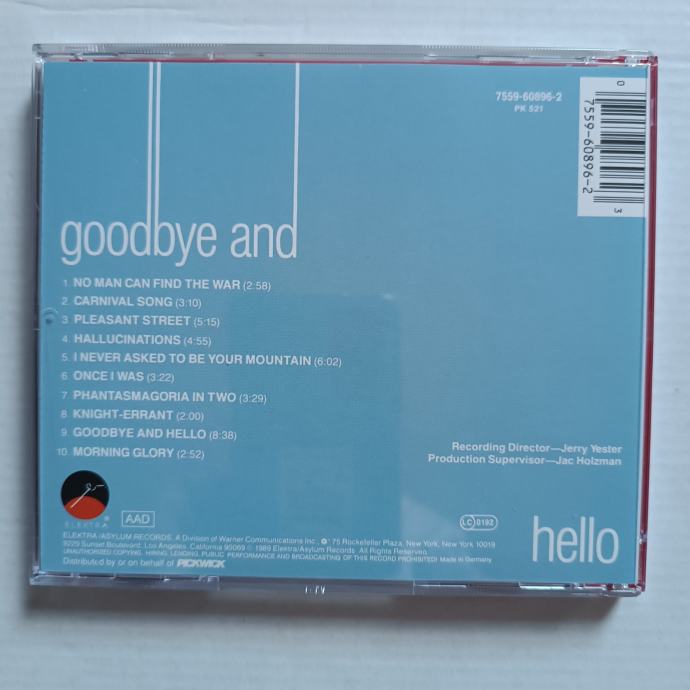 7559-60896-2
PK 521
0
7559-60896-2
3
goodbye and
1. NO MAN CAN FIND THE WAR (2:58)
2. CARNIVAL SONG (3:10)
3. PLEASANT STREET (5:15)
4. HALLUCINATIONS (4:55)
5. I NEVER ASKED TO BE YOUR MOUNTAIN (6:02)
6. ONCE I WAS (3:22)
7. PHANTASMAGORIA IN TWO (3:29)
8. KNIGHT-ERRANT (2:00)
9. GOODBYE AND HELLO (8:38)
10. MORNING GLORY (2:52)
Recording Director—Jerry Yester
Production Supervisor—Jac Holzman
ELEKTRA
AAD
LC 0192
hello
ELEKTRA/ASYLUM RECORDS, A Division of Warner Communications Inc., 75 Rockefeller Plaza, New York, New York 10019
9229 Sunset Boulevard, Los Angeles, California 90069 © 1989 Elektra/Asylum Records. All Rights Reserved.
UNAUTHORISED COPYING, HIRING, LENDING, PUBLIC PERFORMANCE AND BROADCASTING OF THIS RECORD PROHIBITED! Made in Germany
Distributed by or on behalf of PICKWICK